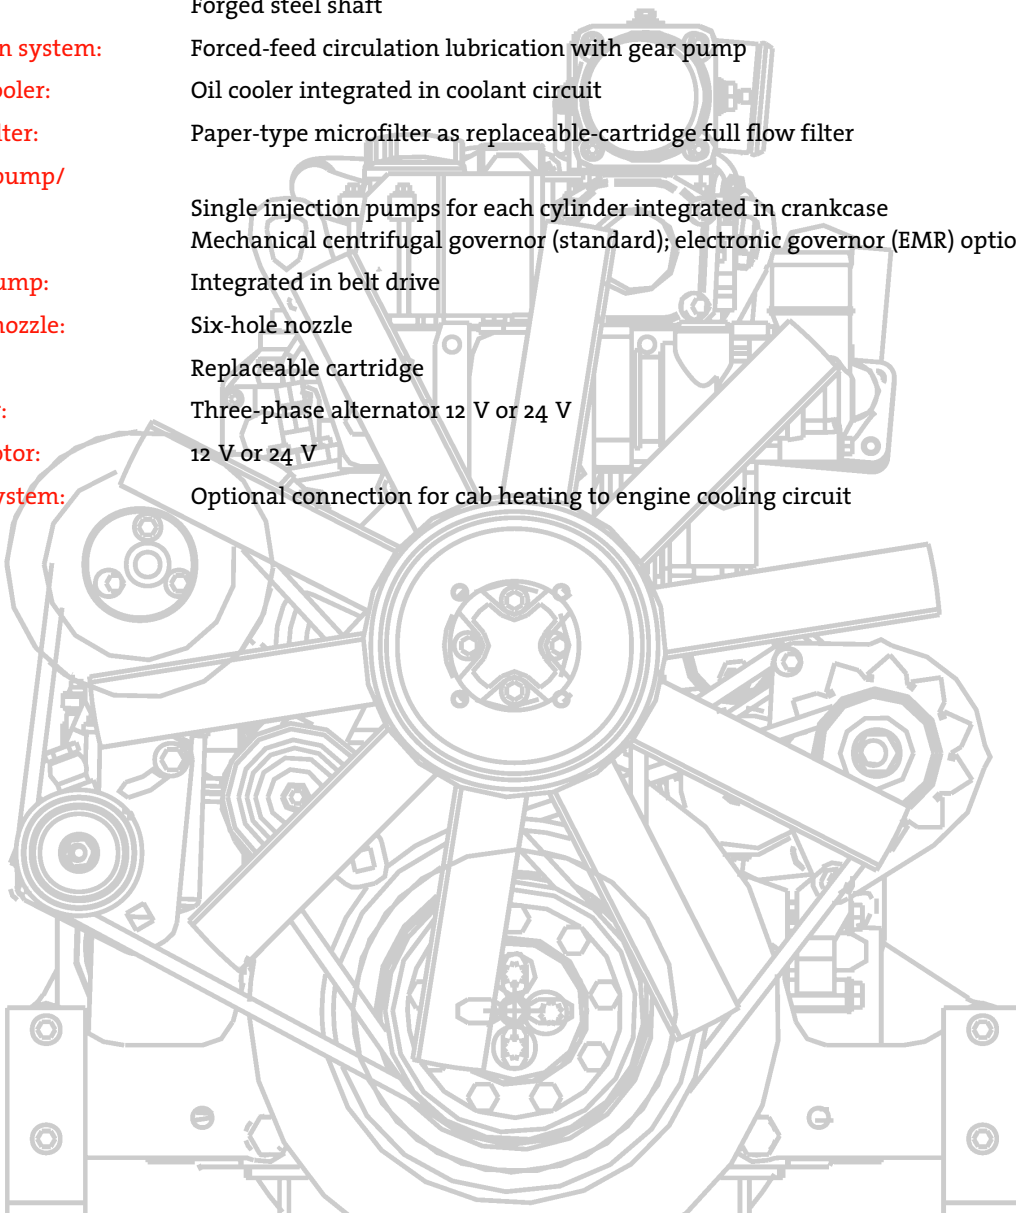 Forged steel shaft
n system: Forced-feed circulation lubrication with gear pump
ooler: Oil cooler integrated in coolant circuit
lter: Paper-type microfilter as replaceable-cartridge full flow filter
pump/
Single injection pumps for each cylinder integrated in crankcase
Mechanical centrifugal governor (standard); electronic governor (EMR) optio
ump: Integrated in belt drive
nozzle: Six-hole nozzle
Replaceable cartridge
: Three-phase alternator 12 V or 24 V
otor: 12 V or 24 V
ystem: Optional connection for cab heating to engine cooling circuit